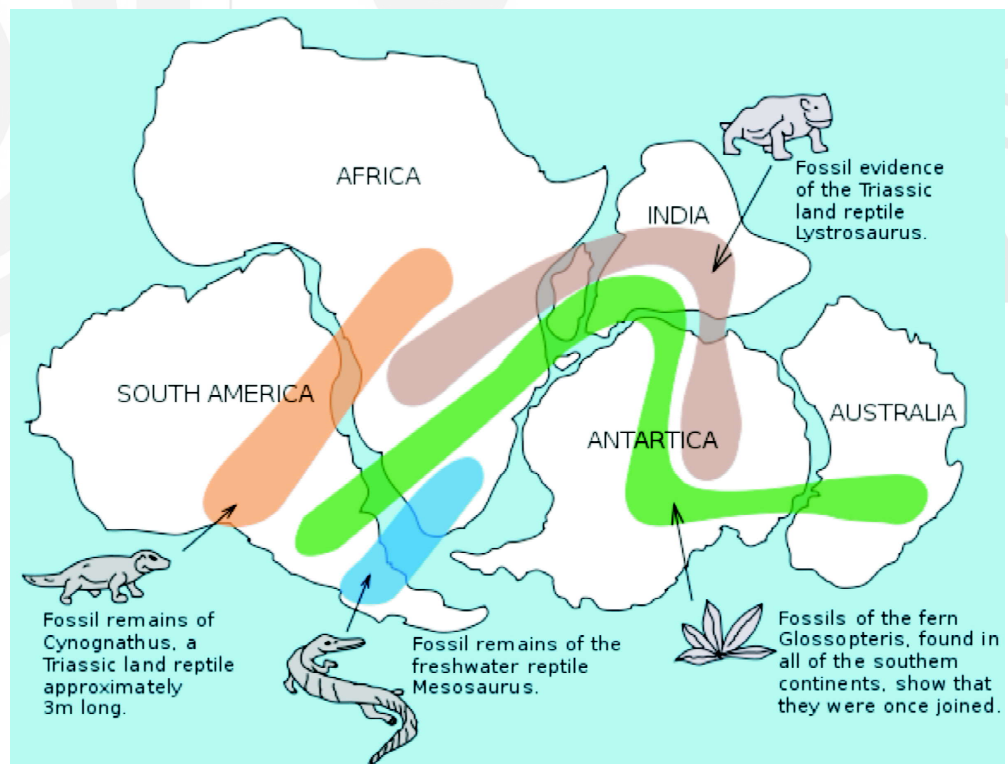 AFRICA
INDIA
Fossil evidence
of the Triassic
land reptile
Lystrosaurus.
SOUTH AMERICA
ANTARTICA
AUSTRALIA
Fossil remains of
Cynognathus, a
Triassic land reptile
approximately
3m long.
Fossil remains of the
freshwater reptile
Mesosaurus.
Fossils of the fern
Glossopteris, found in
all of the southern
continents, show that
they were once joined.